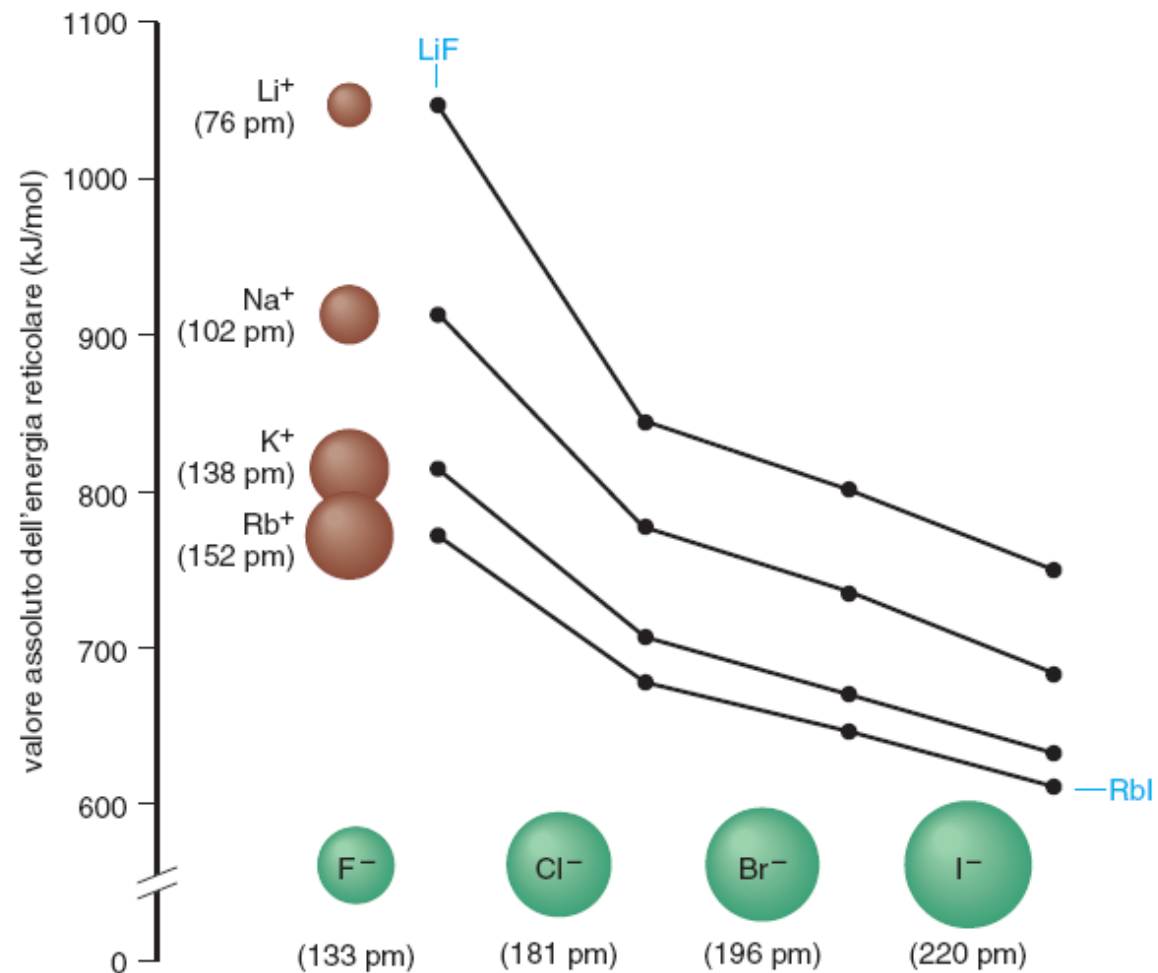 valore assoluto dell'energia reticolare (kJ/mol)
1100
1000
900
800
700
600
0
LiF
Li⁺
(76 pm)
Na⁺
(102 pm)
K⁺
(138 pm)
Rb⁺
(152 pm)
RbI
F⁻
Cl⁻
Br⁻
I⁻
(133 pm)
(181 pm)
(196 pm)
(220 pm)